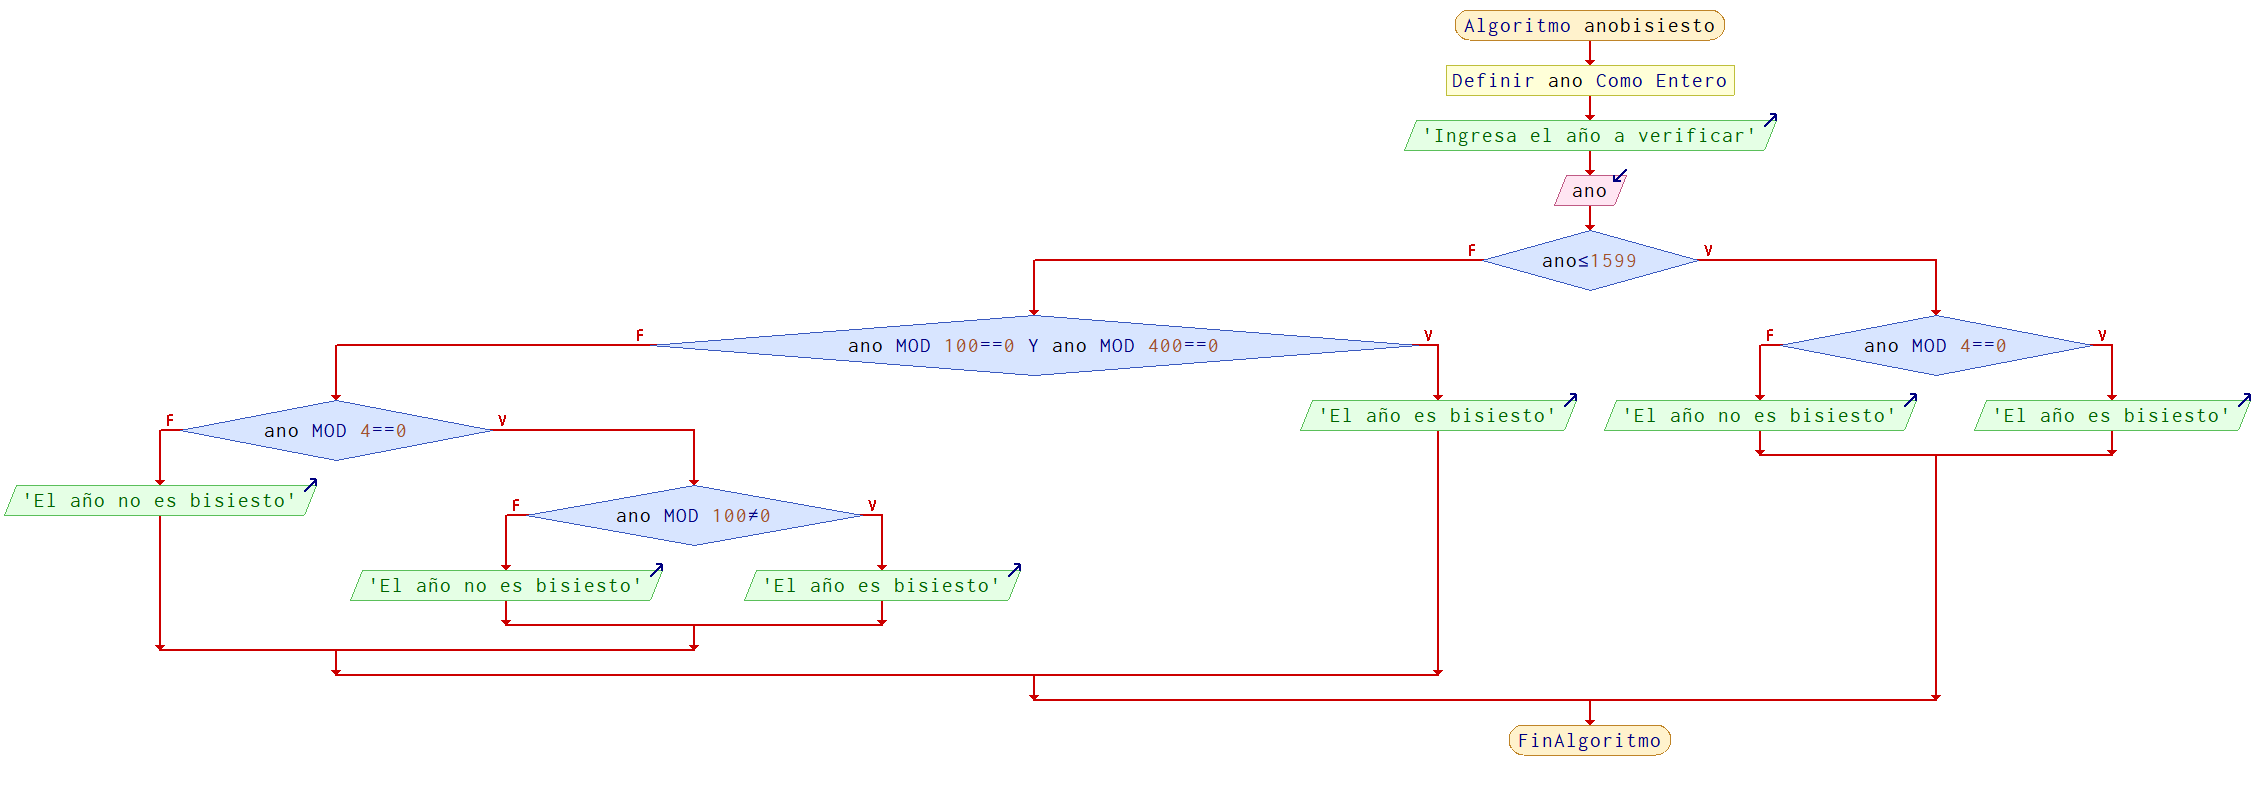 Algoritmo anobisiesto
Definir ano Como Entero
'Ingresa el año a verificar'
ano
F
V
ano≤1599
F
V
ano MOD 100==0 Y ano MOD 400==0
F
V
ano MOD 4==0
F
V
ano MOD 4==0
'El año es bisiesto'
'El año no es bisiesto'
'El año es bisiesto'
'El año no es bisiesto'
F
V
ano MOD 100≠0
'El año no es bisiesto'
'El año es bisiesto'
FinAlgoritmo